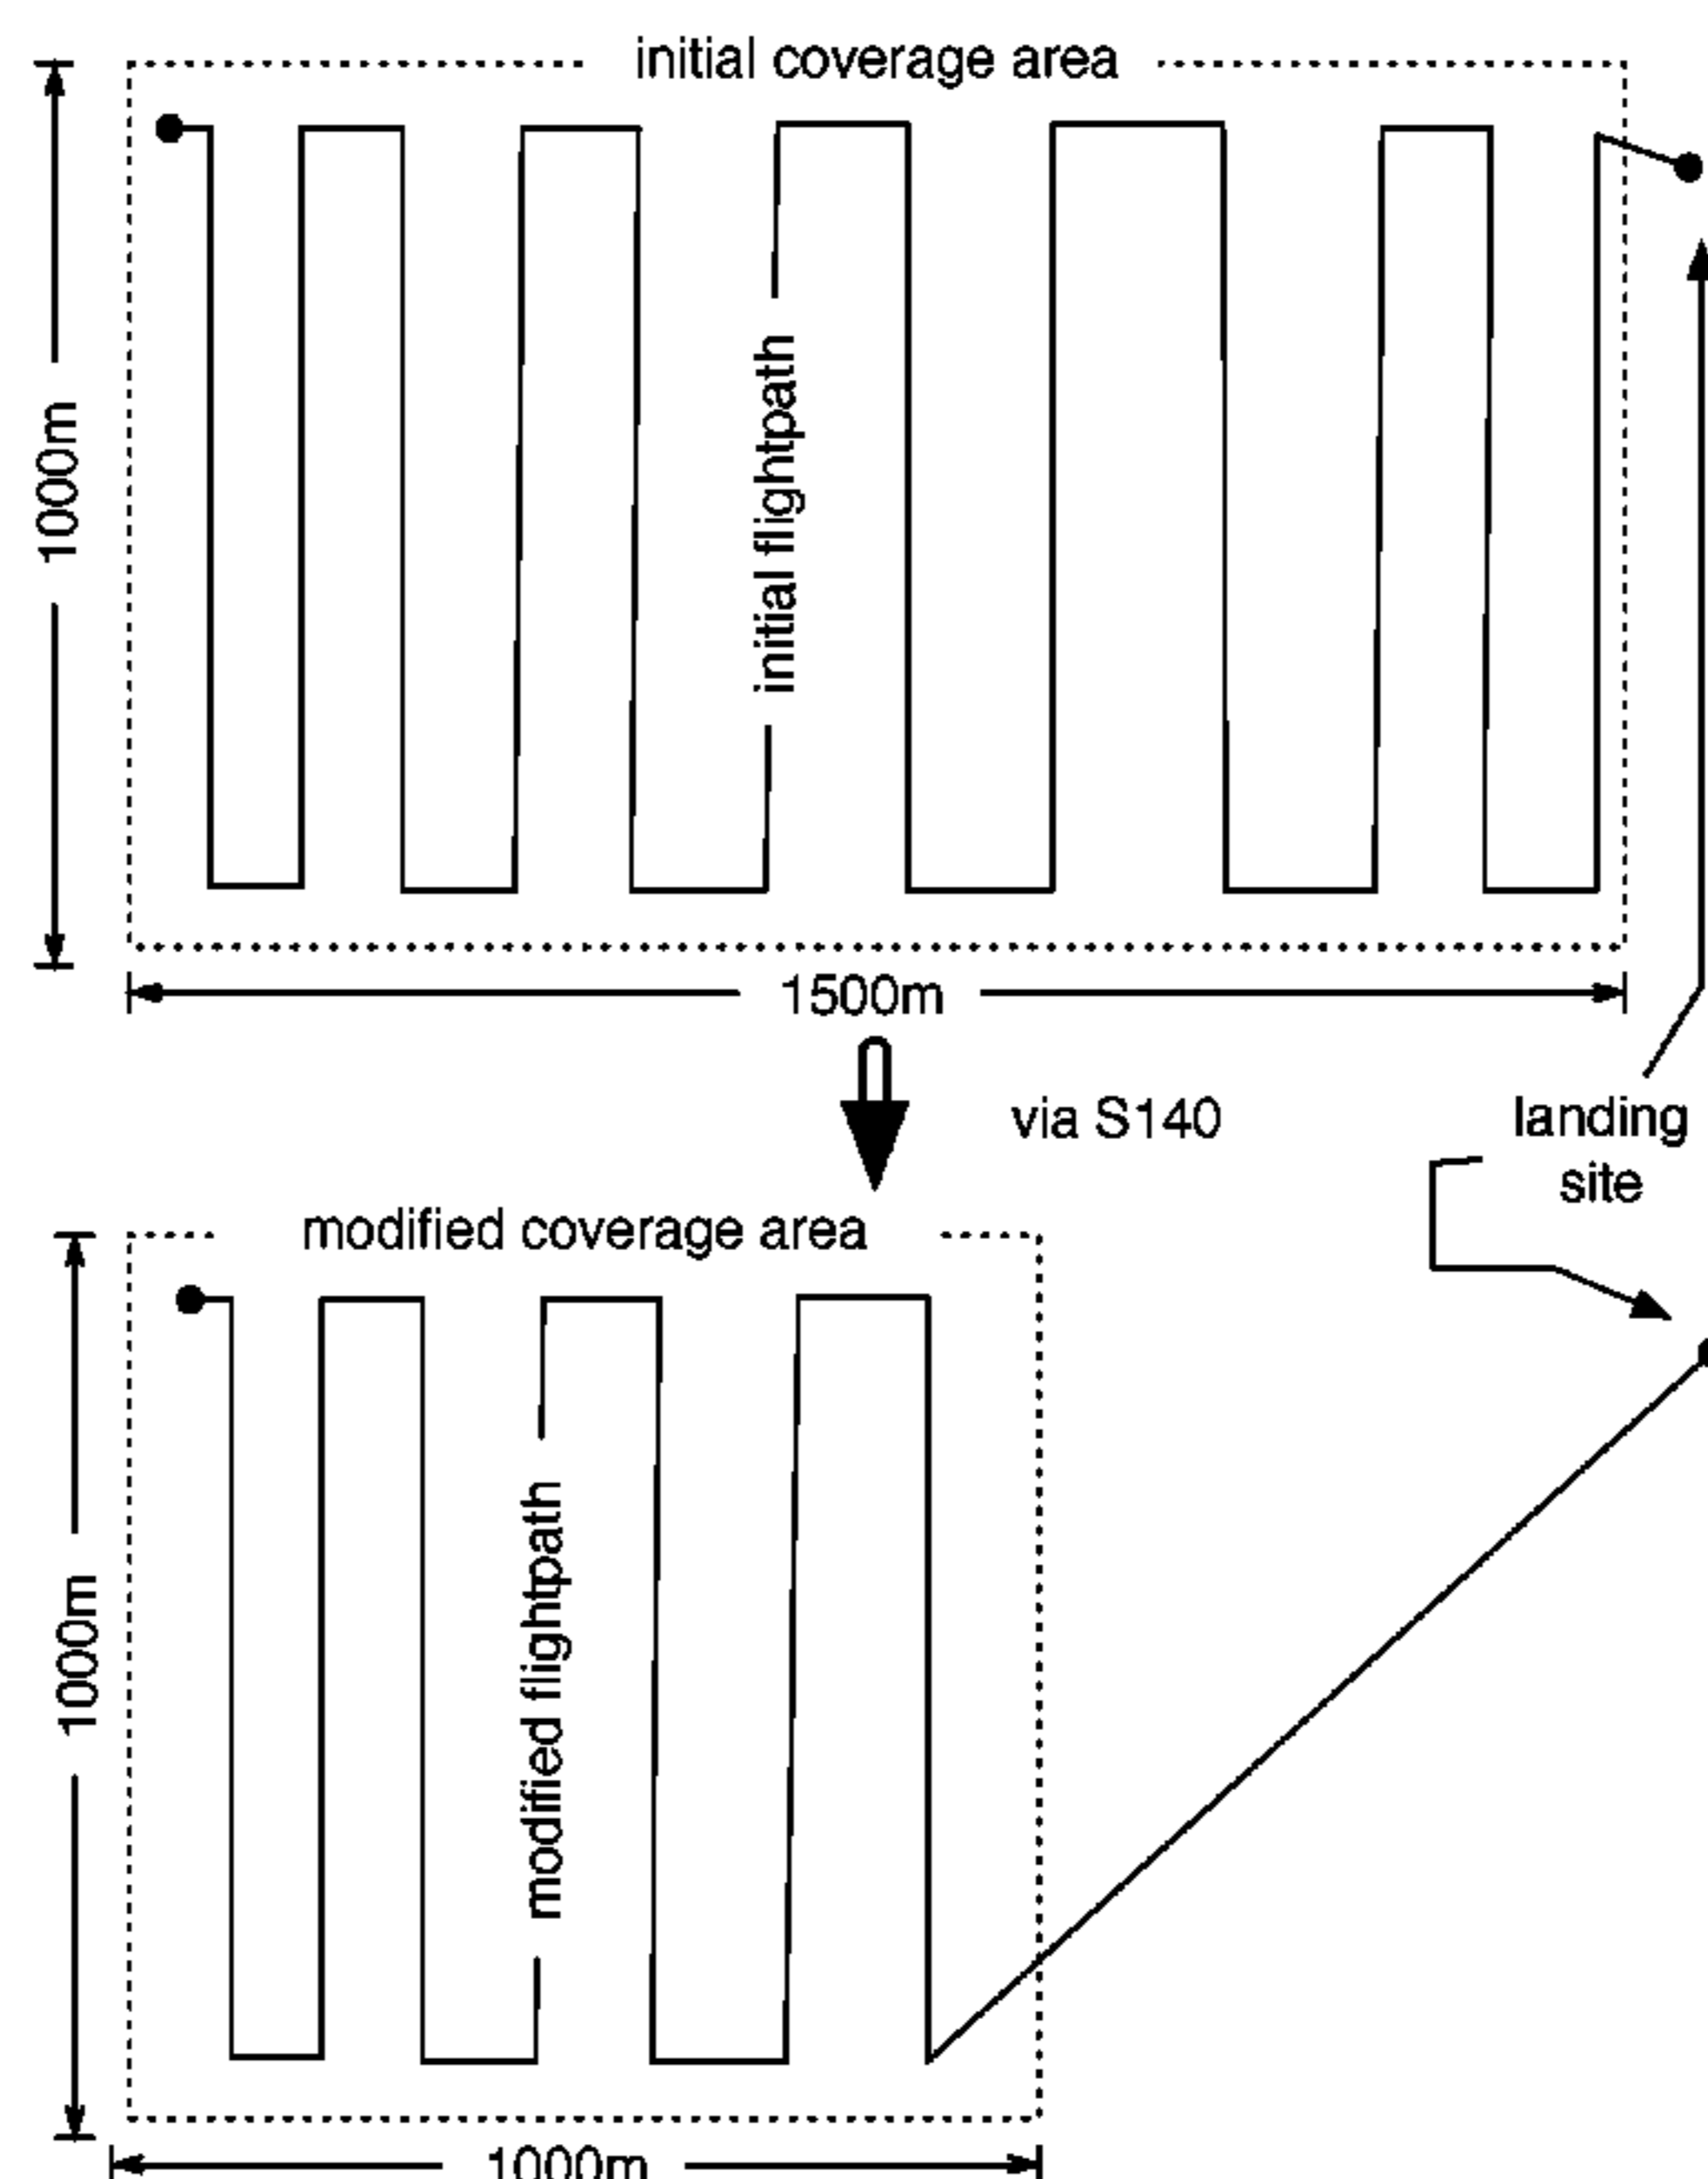 initial coverage area
1000m
initial flightpath
1500m
via S140
landing
site
modified coverage area
1000m
modified flightpath
1000m